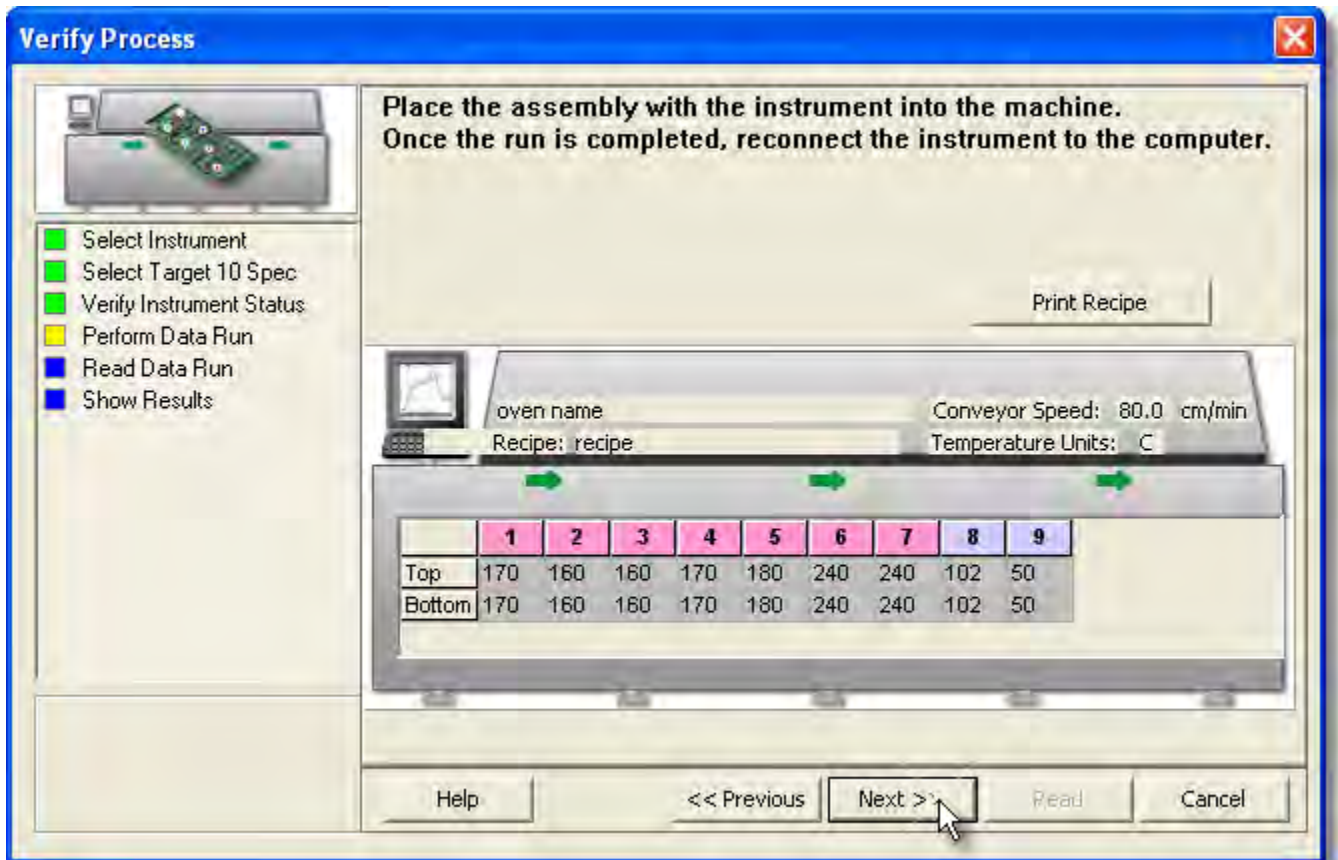 Verify Process
Place the assembly with the instrument into the machine.
Once the run is completed, reconnect the instrument to the computer.
Select Instrument
Select Target 10 Spec
Verify Instrument Status
Perform Data Run
Read Data Run
Show Results
Print Recipe
oven name Conveyor Speed: 80.0 cm/min
Recipe: recipe Temperature Units: C
1 2 3 4 5 6 7 8 9
Top 170 160 160 170 180 240 240 102 50
Bottom 170 160 160 170 180 240 240 102 50
Help << Previous Next >> Read Cancel